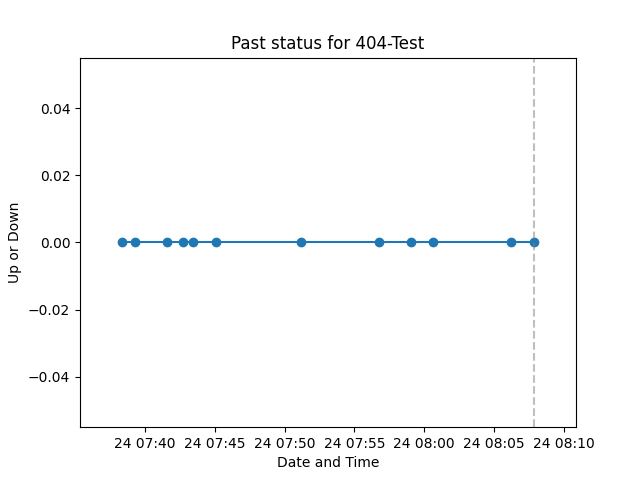 Past status for 404-Test
Up or Down
0.04
0.02
0.00
−0.02
−0.04
24 07:40 24 07:45 24 07:50 24 07:55 24 08:00 24 08:05 24 08:10
Date and Time